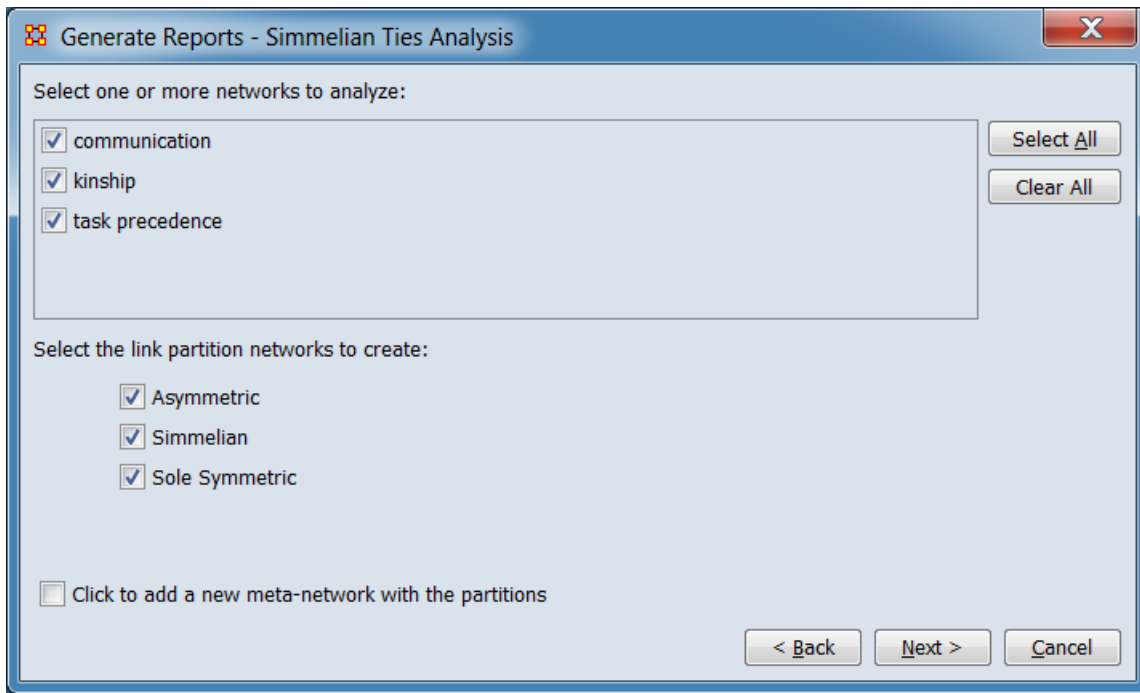 Generate Reports - Simmelian Ties Analysis
Select one or more networks to analyze:
communication
Select All
kinship
Clear All
task precedence
Select the link partition networks to create:
Asymmetric
Simmelian
Sole Symmetric
Click to add a new meta-network with the partitions
< Back
Next >
Cancel